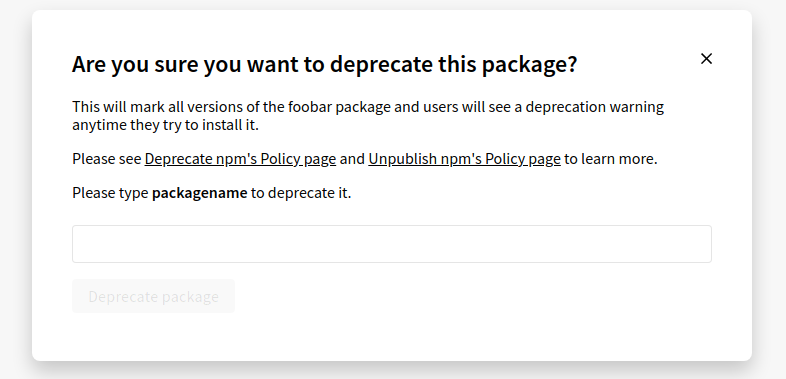 Are you sure you want to deprecate this package?
This will mark all versions of the foobar package and users will see a deprecation warning
anytime they try to install it.
Please see Deprecate npm's Policy page and Unpublish npm's Policy page to learn more.
Please type packagename to deprecate it.
Deprecate package